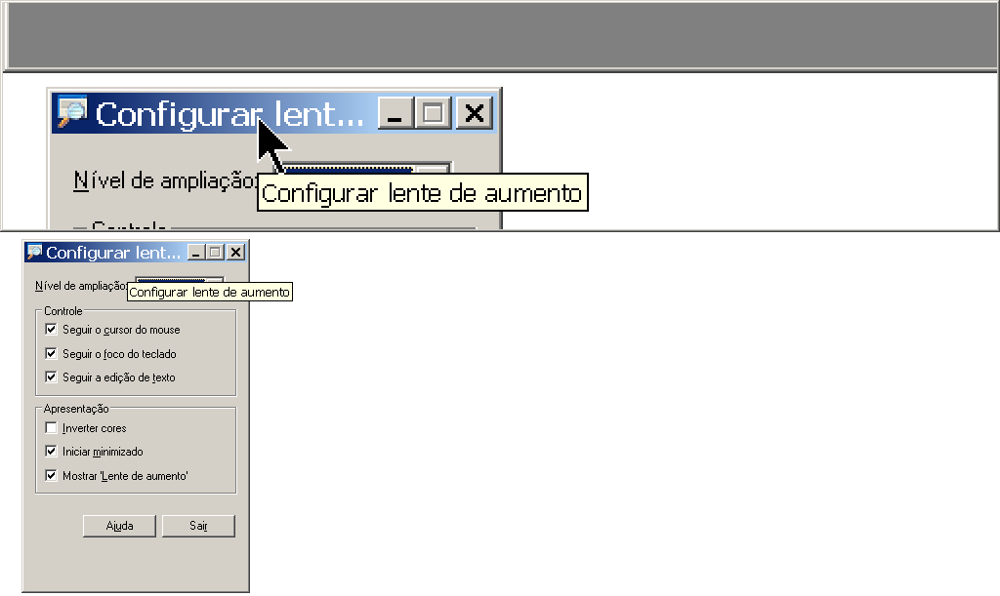 Configurar lent...
Nível de ampliação:
Configurar lente de aumento
Controle
Configurar lent...
Nível de ampliação:
Configurar lente de aumento
Controle
Seguir o cursor do mouse
Seguir o foco do teclado
Seguir a edição de texto
Apresentação
Inverter cores
Iniciar minimizado
Mostrar 'Lente de aumento'
Ajuda
Sair